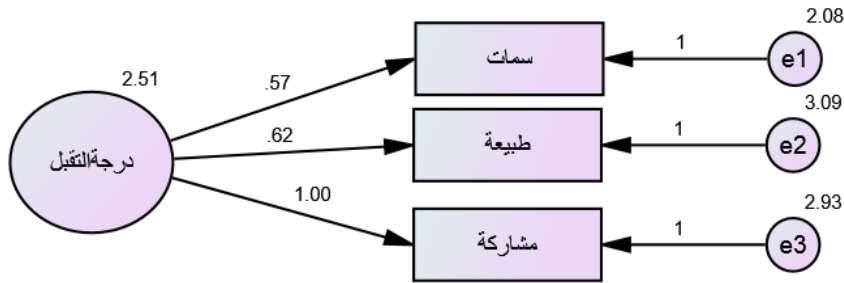 2.08
سمات
1
e1
.57
2.51
3.09
.62
طبيعة
1
e2
درجةالتقبل
1.00
2.93
مشاركة
1
e3